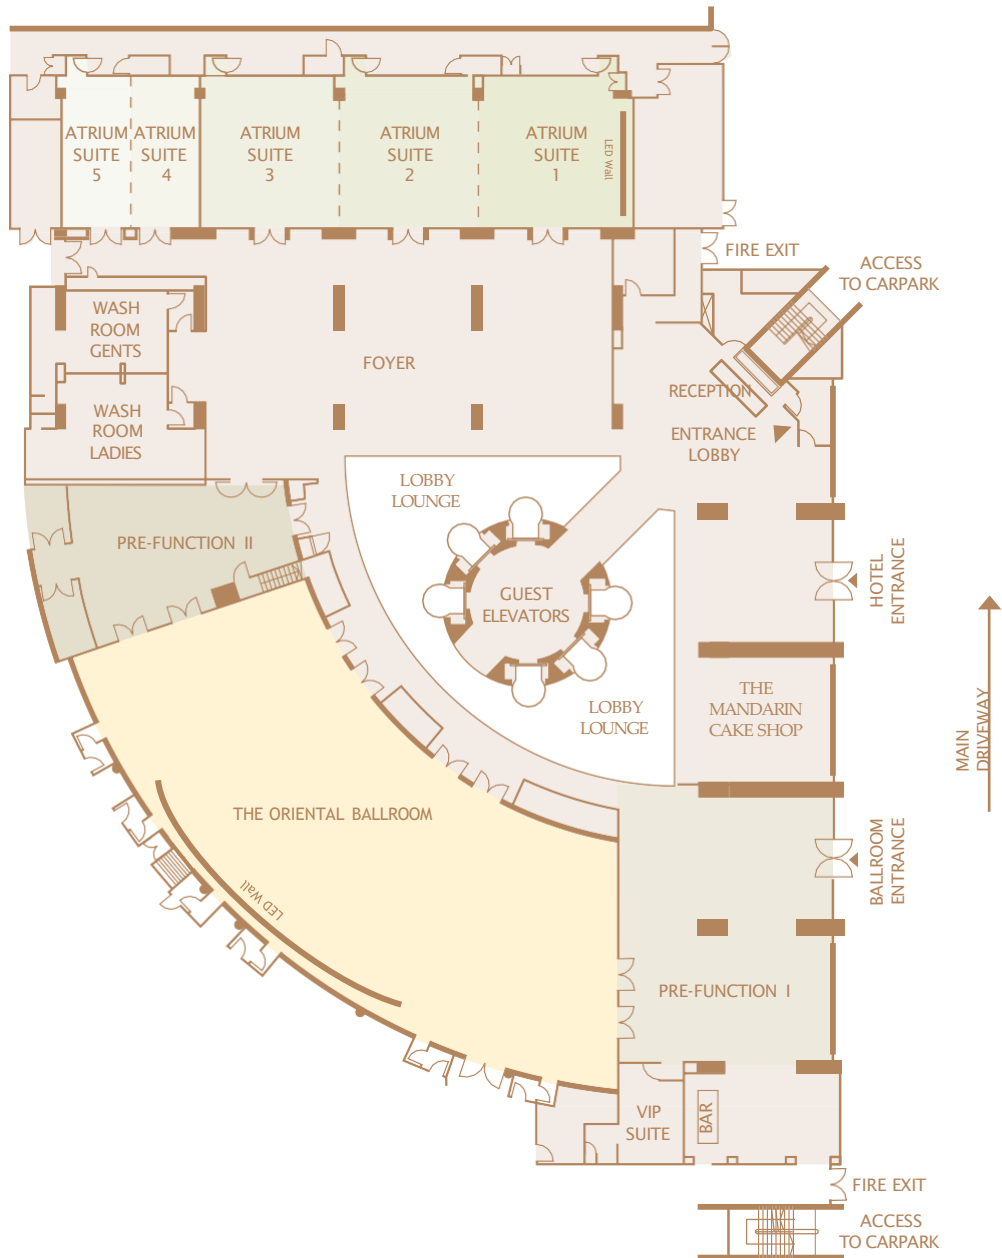 ATRIUM
SUITE
5
ATRIUM
SUITE
4
ATRIUM
SUITE
3
ATRIUM
SUITE
2
ATRIUM
SUITE
1
LED Wall
FIRE EXIT
ACCESS
TO CARPARK
WASH
ROOM
GENTS
FOYER
RECEPTION
WASH
ROOM
LADIES
ENTRANCE
LOBBY
LOBBY
LOUNGE
PRE-FUNCTION II
GUEST
ELEVATORS
HOTEL
ENTRANCE
LOBBY
LOUNGE
THE
MANDARIN
CAKE SHOP
MAIN
DRIVEWAY
THE ORIENTAL BALLROOM
LED Wall
BALLROOM
ENTRANCE
PRE-FUNCTION I
VIP
SUITE
BAR
FIRE EXIT
ACCESS
TO CARPARK